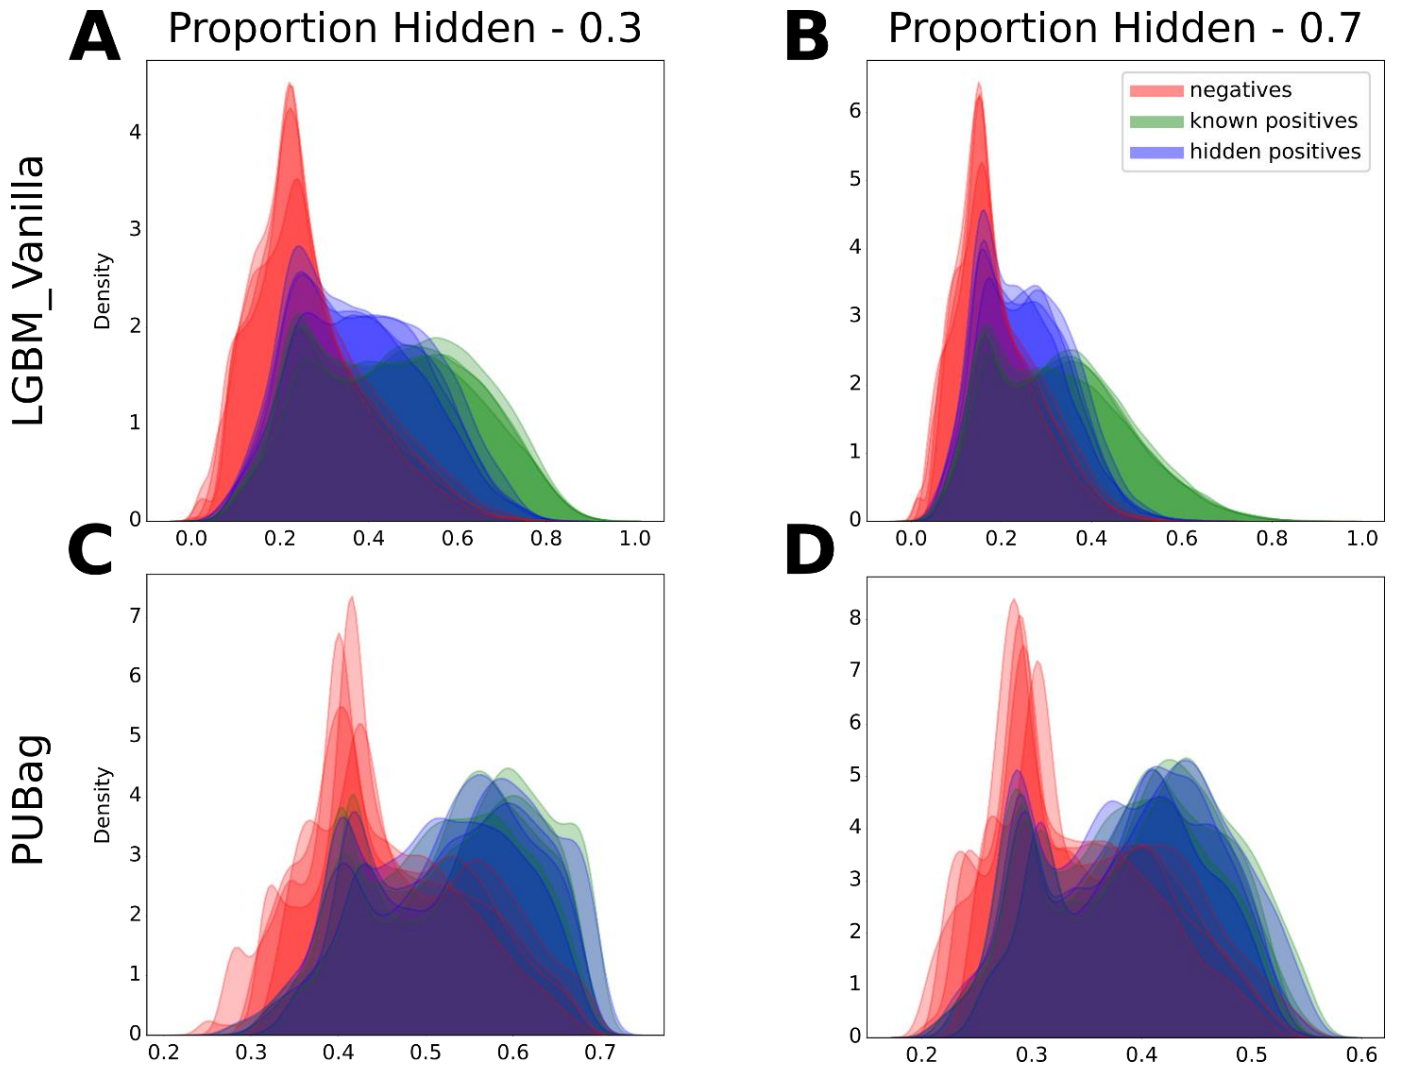 A Proportion Hidden - 0.3
B Proportion Hidden - 0.7
LGBM_Vanilla
Density
4
3
2
1
0
0.0 0.2 0.4 0.6 0.8 1.0
negatives
known positives
hidden positives
6
5
4
3
2
1
0
0.0 0.2 0.4 0.6 0.8 1.0
C
PUBag
Density
7
6
5
4
3
2
1
0
0.2 0.3 0.4 0.5 0.6 0.7
D
8
7
6
5
4
3
2
1
0
0.2 0.3 0.4 0.5 0.6